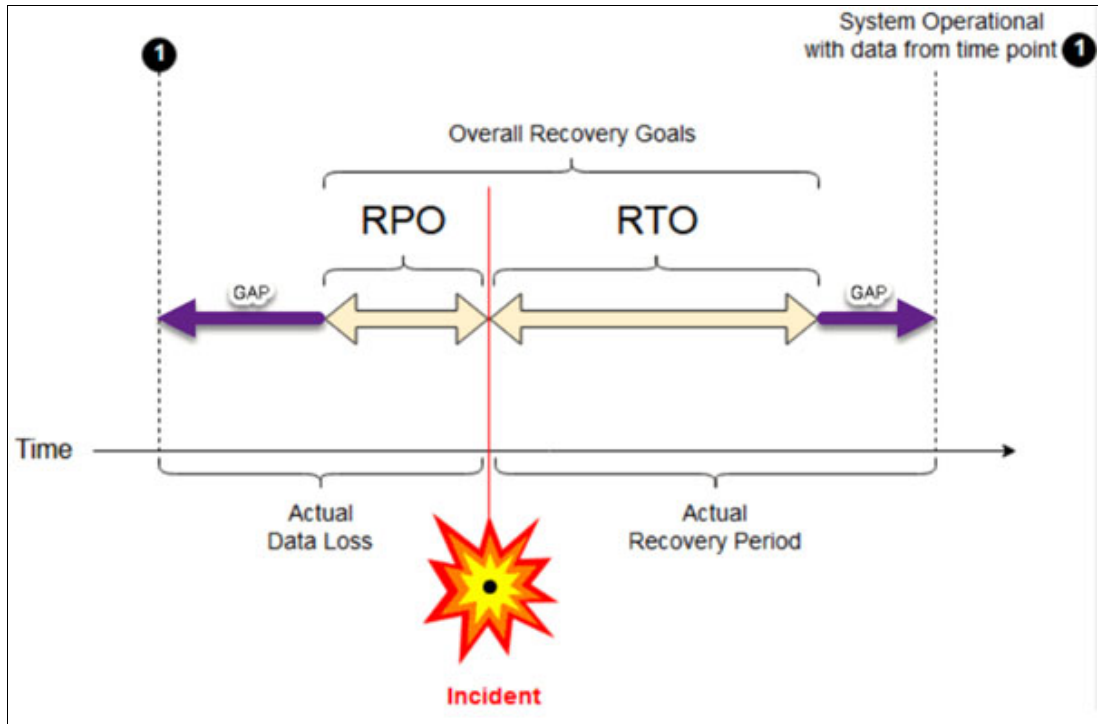 1
System Operational
with data from time point 1
Overall Recovery Goals
RPO
RTO
GAP
GAP
Time
Actual
Data Loss
Actual
Recovery Period
Incident